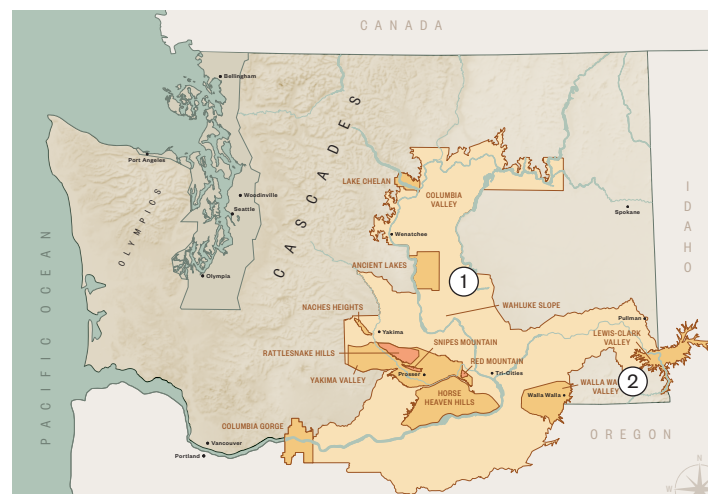 CANADA
Bellingham
CASCADES
Port Angeles
OLYMPICS
Woodinville
Seattle
Olympia
PACIFIC OCEAN
LAKE CHELAN
COLUMBIA
VALLEY
IDAHO
Spokane
Wenatchee
ANCIENT LAKES
1
NACHES HEIGHTS
WAHLUKE SLOPE
Yakima
Pullman
SNIPES MOUNTAIN
LEWIS-CLARK
VALLEY
RATTLESNAKE HILLS
RED MOUNTAIN
Prosser
Tri-Cities
YAKIMA VALLEY
WALLA WA
VALLEY
2
HORSE
HEAVEN HILLS
Walla Walla
COLUMBIA GORGE
OREGON
Vancouver
Portland
N
W